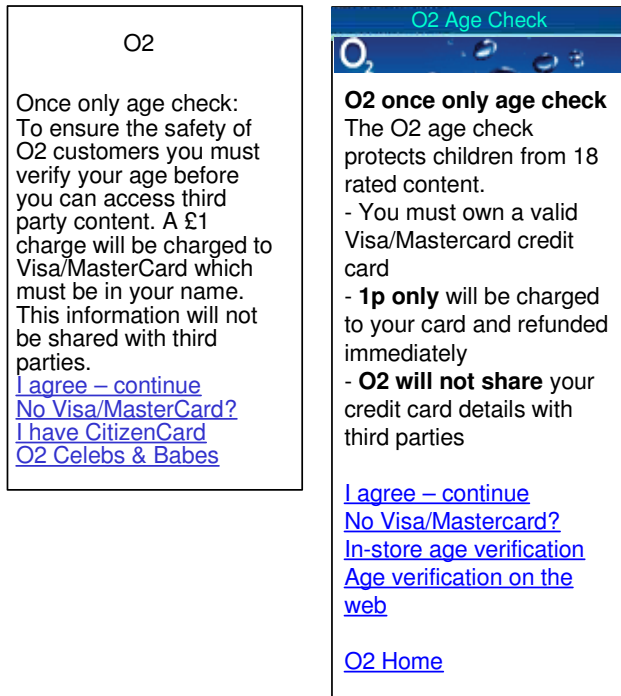 O2
Once only age check:
To ensure the safety of
O2 customers you must
verify your age before
you can access third
party content. A £1
charge will be charged to
Visa/MasterCard which
must be in your name.
This information will not
be shared with third
parties.
I agree – continue
No Visa/MasterCard?
I have CitizenCard
O2 Celebs & Babes
O2 Age Check
O2
O2 once only age check
The O2 age check
protects children from 18
rated content.
- You must own a valid
Visa/Mastercard credit
card
- 1p only will be charged
to your card and refunded
immediately
- O2 will not share your
credit card details with
third parties
I agree – continue
No Visa/Mastercard?
In-store age verification
Age verification on the
web
O2 Home